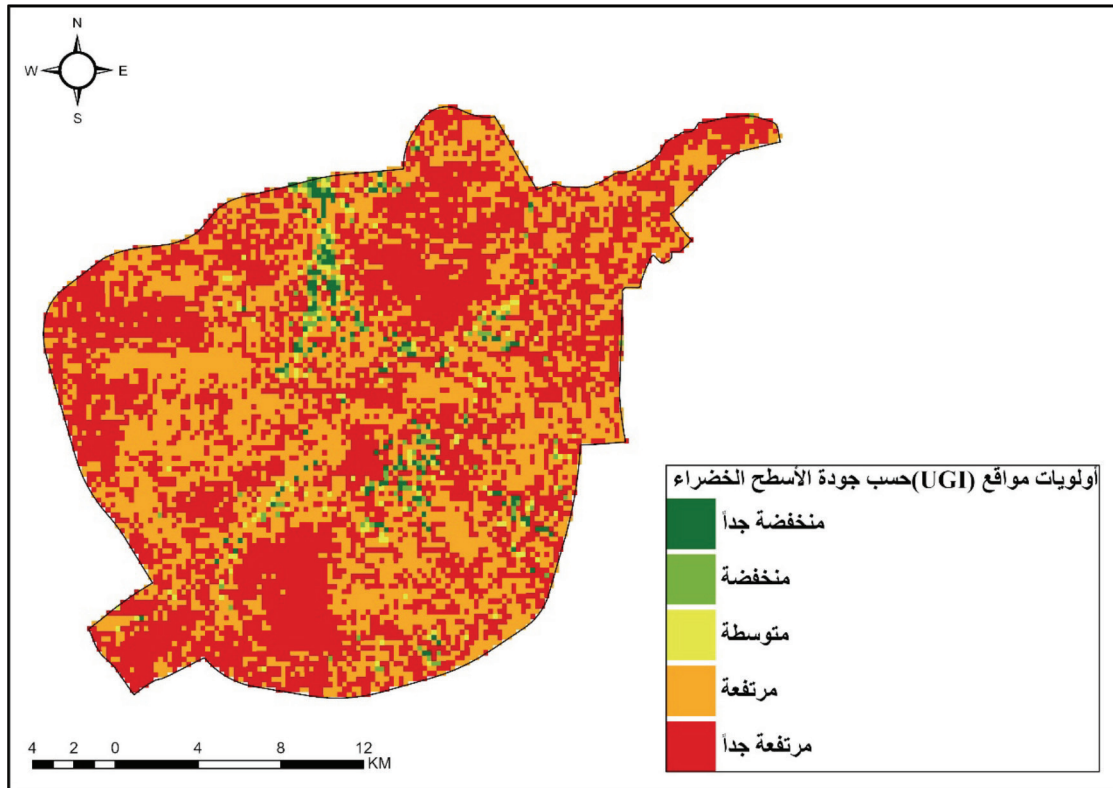 N
W E
S
أولويات مواقع (UGI)حسب جودة الأسطح الخضراء
منخفضة جداً
منخفضة
متوسطة
مرتفعة
مرتفعة جداً
4 2 0 4 8 12
KM